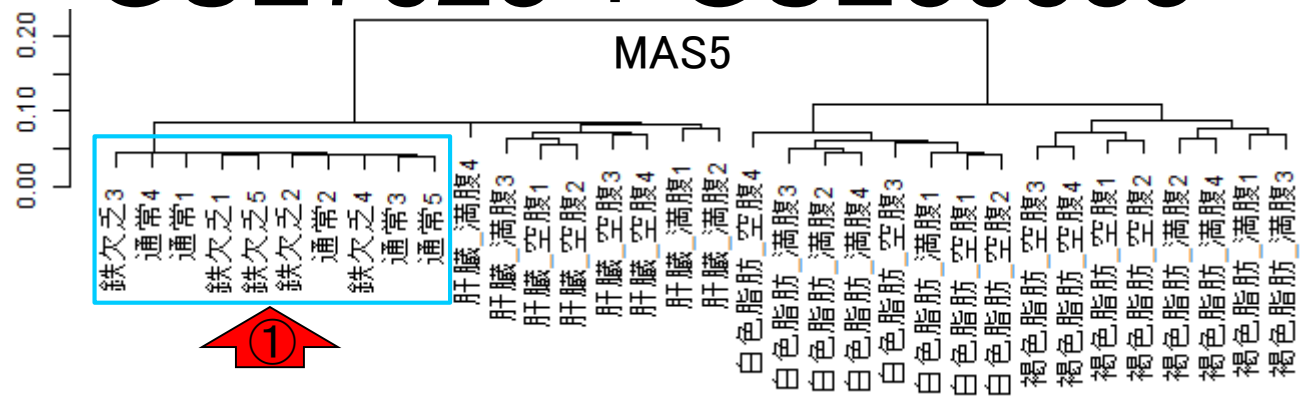 MAS5
0.20
0.10
0.00
鉄欠乏3
通常4
通常1
鉄欠乏1
鉄欠乏5
鉄欠乏2
通常2
鉄欠乏4
通常3
通常5
肝臓_満腹4
肝臓_満腹3
肝臓_空腹1
肝臓_空腹2
肝臓_空腹3
肝臓_空腹4
肝臓_満腹1
肝臓_満腹2
白色脂肪_空腹4
白色脂肪_満腹3
白色脂肪_満腹2
白色脂肪_満腹4
白色脂肪_空腹3
白色脂肪_満腹1
白色脂肪_空腹1
白色脂肪_空腹2
褐色脂肪_空腹3
褐色脂肪_空腹4
褐色脂肪_空腹1
褐色脂肪_空腹2
褐色脂肪_満腹2
褐色脂肪_満腹4
褐色脂肪_満腹1
褐色脂肪_満腹3
①